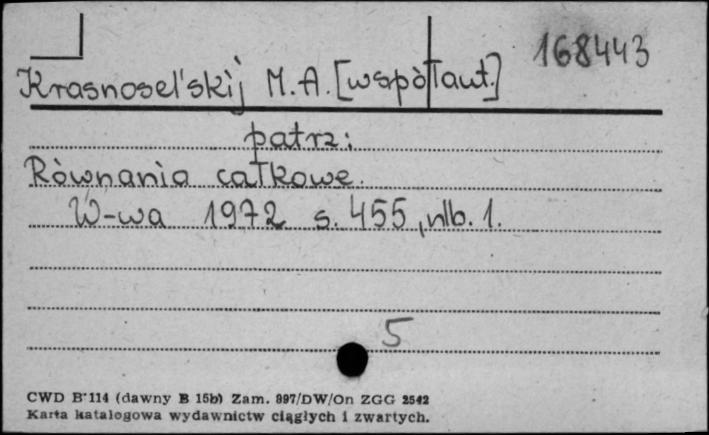 168443
Krasnosel'skij M.A. [współaut.]
patrz:
Równania całkowe.
W-wa 1972 s. 455, nlb. 1.
5
CWD B-114 (dawny B 15b) Zam. 897/DW/On ZGG 2542
Karta katalogowa wydawnictw ciągłych i zwartych.